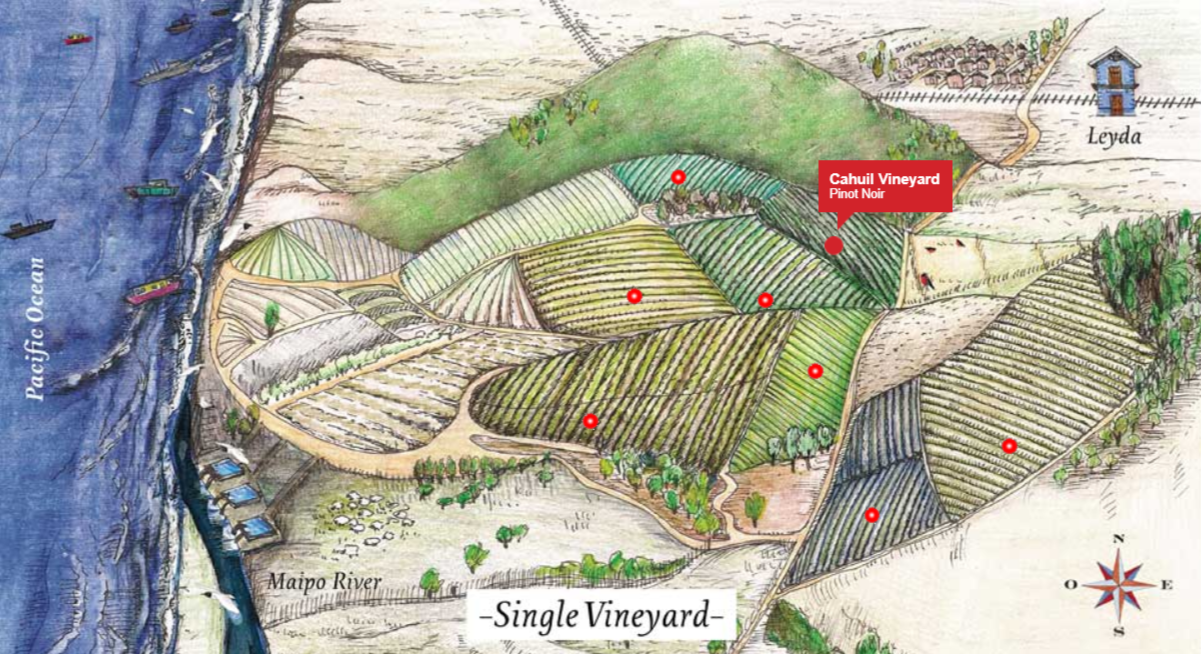 Leyda
Cahuil Vineyard
Pinot Noir
Pacific Ocean
Maipo River
-Single Vineyard-
N
O
E
S